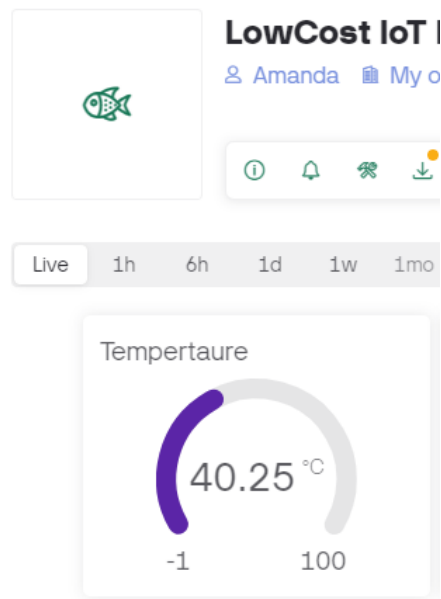 LowCost IoT
Amanda My o
Live 1h 6h 1d 1w 1mo
Tempertaure
40.25 °C
-1 100